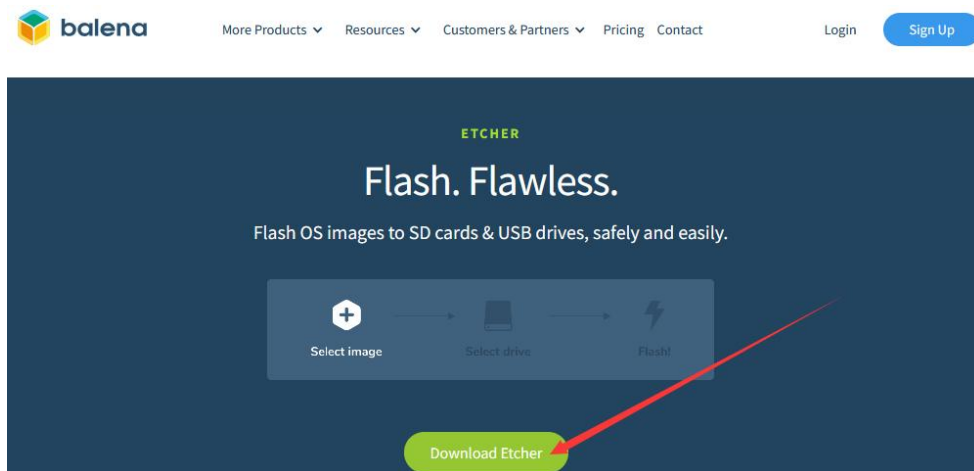 balena More Products Resources Customers & Partners Pricing Contact Login Sign Up
ETCHER
Flash. Flawless.
Flash OS images to SD cards & USB drives, safely and easily.
Select image Select drive Flash!
Download Etcher